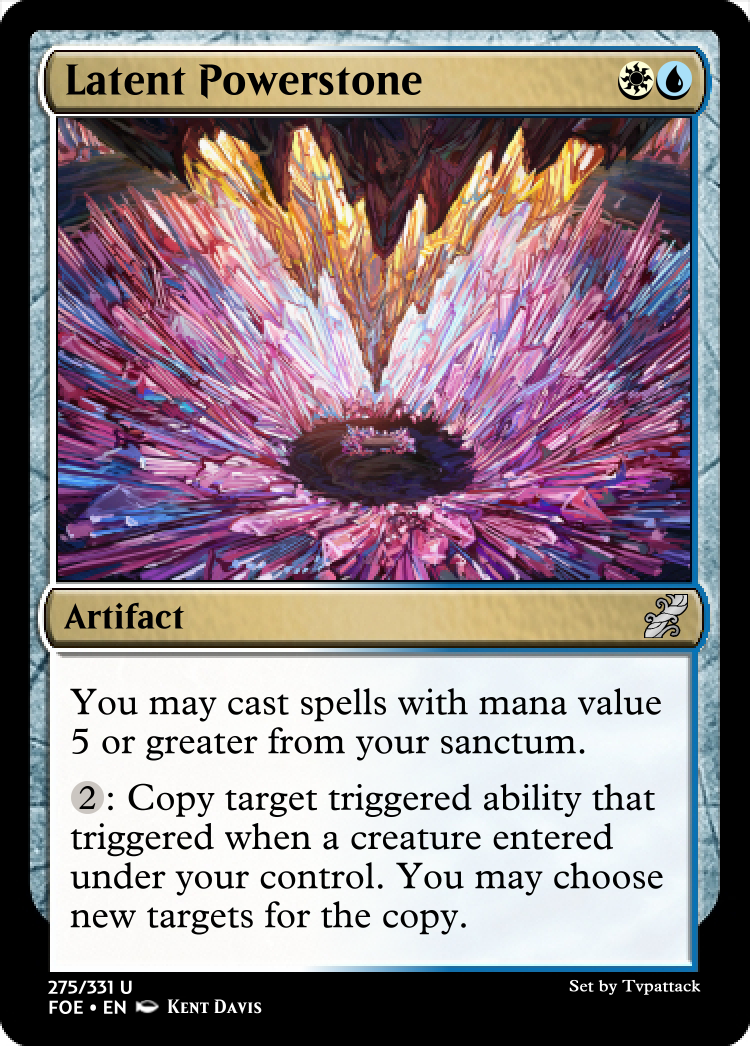 Latent Powerstone
Artifact
You may cast spells with mana value
5 or greater from your sanctum.
2: Copy target triggered ability that
triggered when a creature entered
under your control. You may choose
new targets for the copy.
275/331 U
Set by Tvpattack
FOE • EN Kent Davis